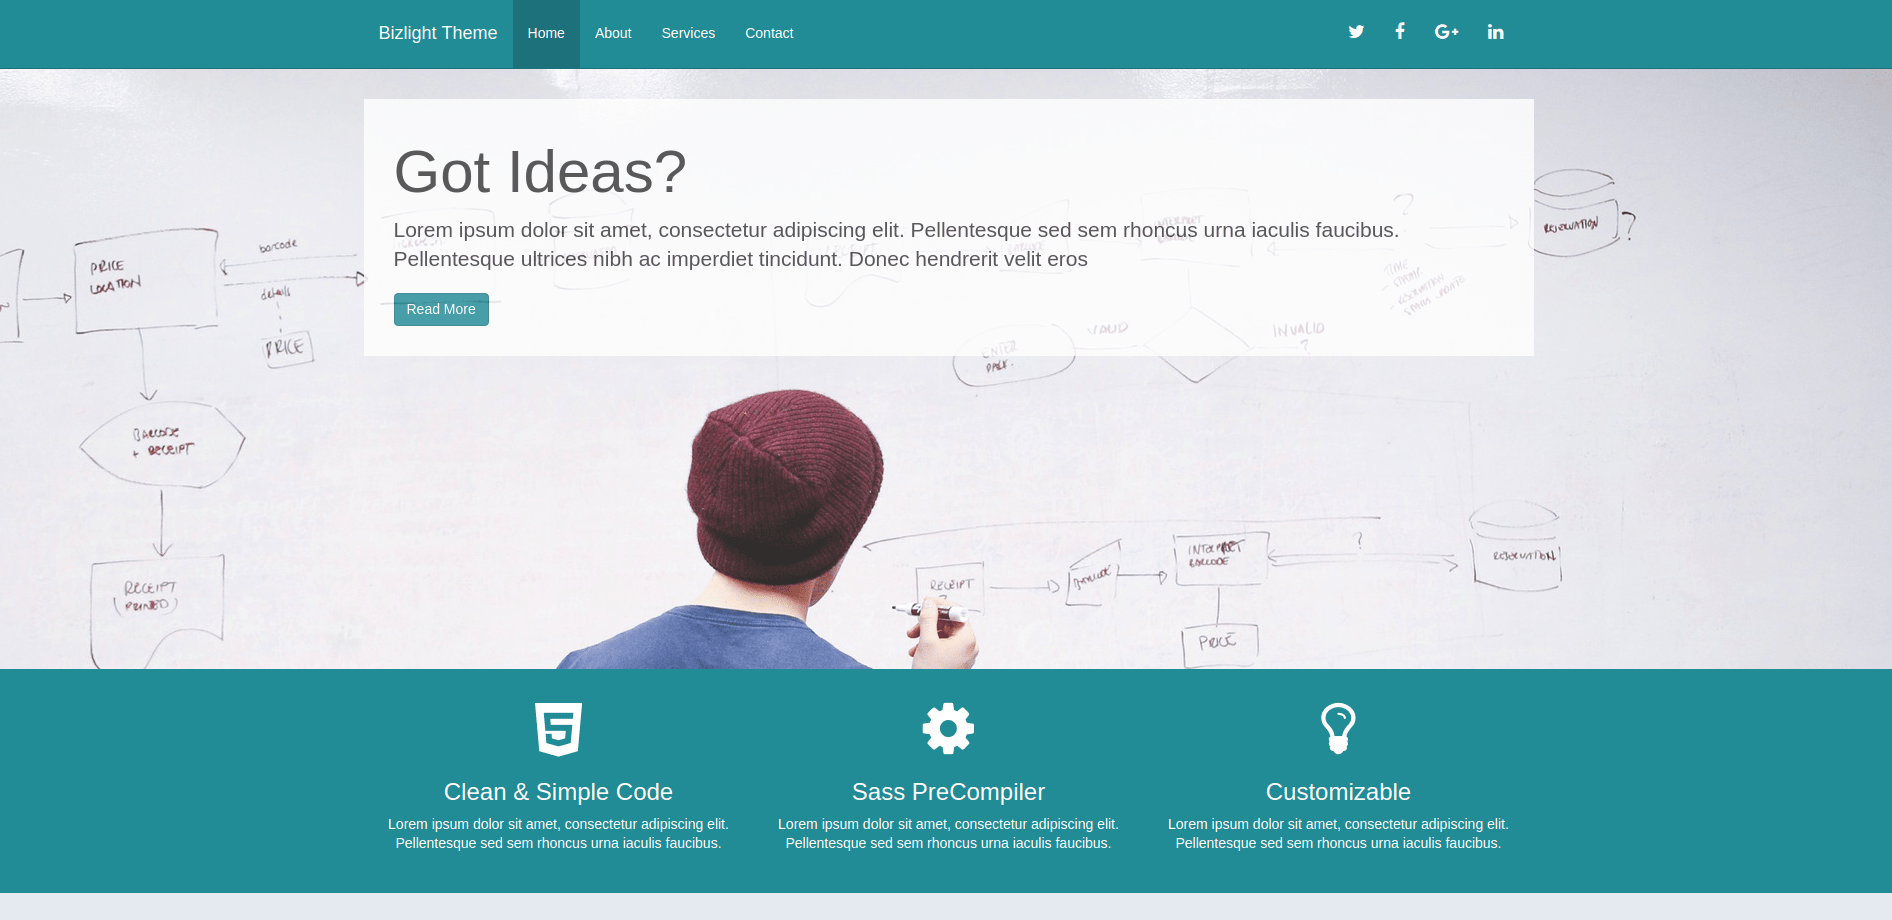 Bizlight Theme
Home
About
Services
Contact
Got Ideas?
Lorem ipsum dolor sit amet, consectetur adipiscing elit. Pellentesque sed sem rhoncus urna iaculis faucibus.
Pellentesque ultrices nibh ac imperdiet tincidunt. Donec hendrerit velit eros
Read More
PRICE
LOCATION
barcode
details
PRICE
RESERVATION
?
?
INTERPRET
VALID
INVALID
?
ENTER
TIME
BARCODE
+ RECEIPT
RECEIPT
(PRINTED)
RECEIPT
?
BARCODE
INTERPRET
BARCODE
?
RESERVATION
PRICE
Clean & Simple Code
Lorem ipsum dolor sit amet, consectetur adipiscing elit.
Pellentesque sed sem rhoncus urna iaculis faucibus.
Sass PreCompiler
Lorem ipsum dolor sit amet, consectetur adipiscing elit.
Pellentesque sed sem rhoncus urna iaculis faucibus.
Customizable
Lorem ipsum dolor sit amet, consectetur adipiscing elit.
Pellentesque sed sem rhoncus urna iaculis faucibus.